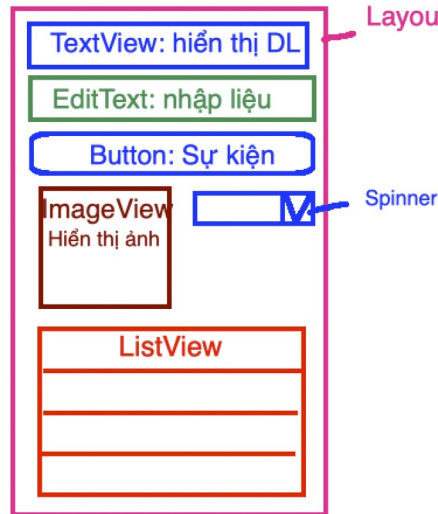 Layou
TextView: hiển thị DL
EditText: nhập liệu
Button: Sự kiện
ImageView
Hiển thị ảnh
Spinner
ListView